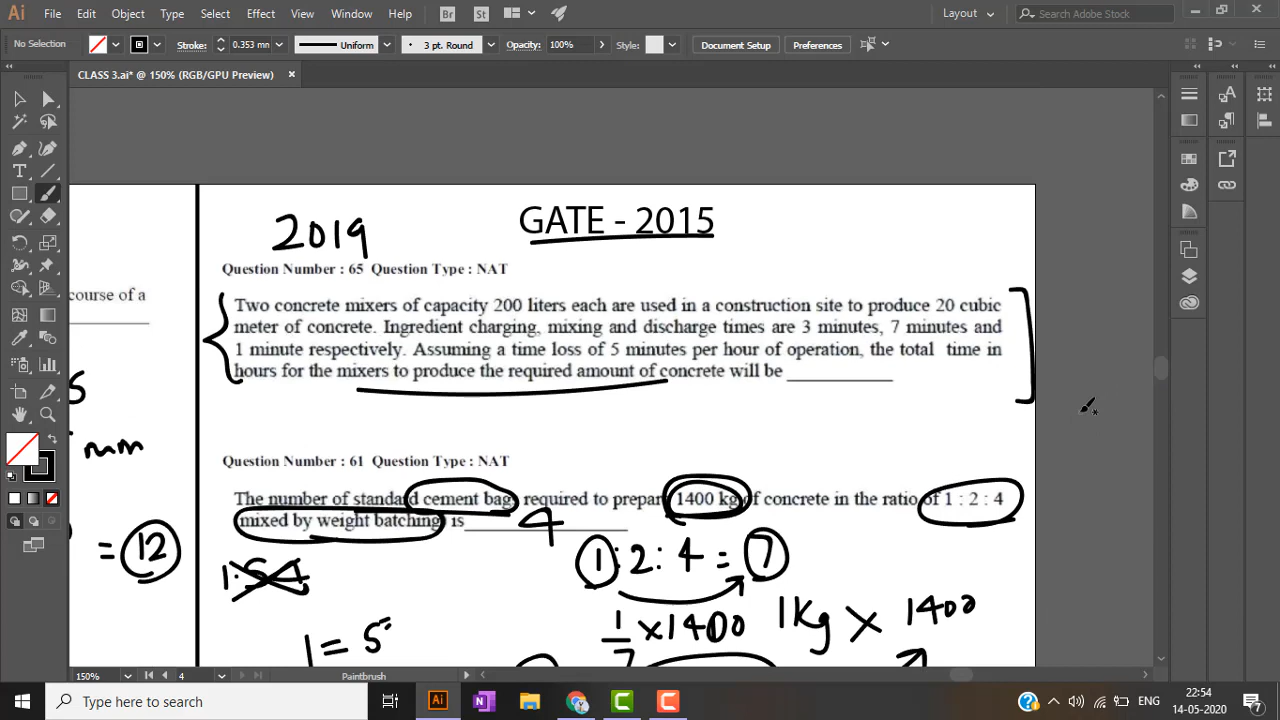 File Edit Object Type Select Effect View Window Help Br St Layout Search Adobe Stock
No Selection Stroke: 0.353 mm Uniform 3 pt. Round Opacity: 100% Style: Document Setup Preferences
CLASS 3.ai* @ 150% (RGB/GPU Preview)
2019
GATE - 2015
Question Number : 65 Question Type : NAT
course of a
Two concrete mixers of capacity 200 liters each are used in a construction site to produce 20 cubic
meter of concrete. Ingredient charging, mixing and discharge times are 3 minutes, 7 minutes and
1 minute respectively. Assuming a time loss of 5 minutes per hour of operation, the total time in
hours for the mixers to produce the required amount of concrete will be
mm
Question Number : 61 Question Type : NAT
The number of standard cement bags required to prepar 1400 kg of concrete in the ratio of 1 : 2 : 4
mixed by weight batching is 4
= 12
1:2:4 = 7
1/7 × 1400 1 Kg × 1400
1 = 5
150% 4 Paintbrush
Type here to search
ENG
22:54
14-05-2020
7